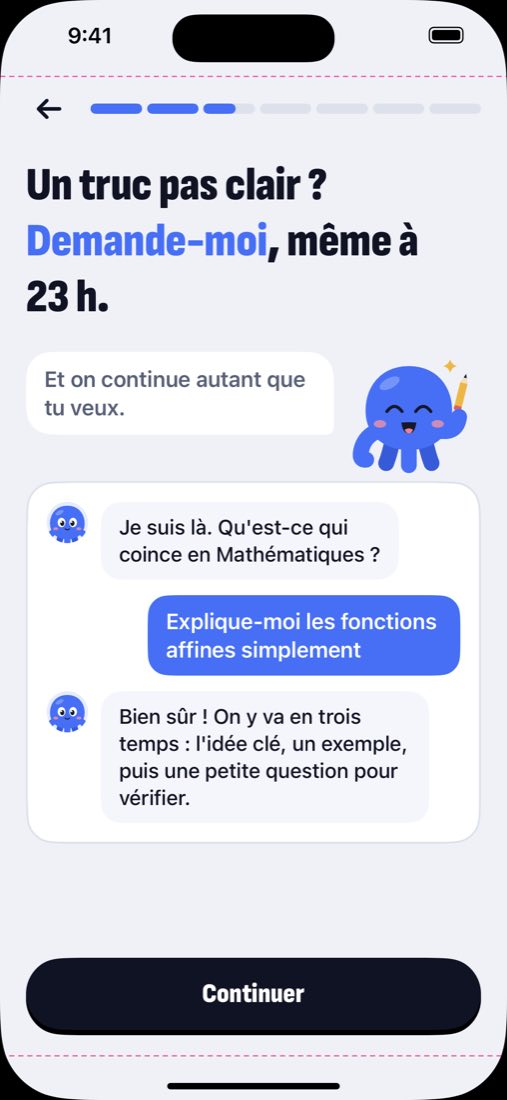 9:41
Un truc pas clair ?
Demande-moi, même à
23 h.
Et on continue autant que
tu veux.
Je suis là. Qu'est-ce qui
coince en Mathématiques ?
Explique-moi les fonctions
affines simplement
Bien sûr ! On y va en trois
temps : l'idée clé, un exemple,
puis une petite question pour
vérifier.
Continuer